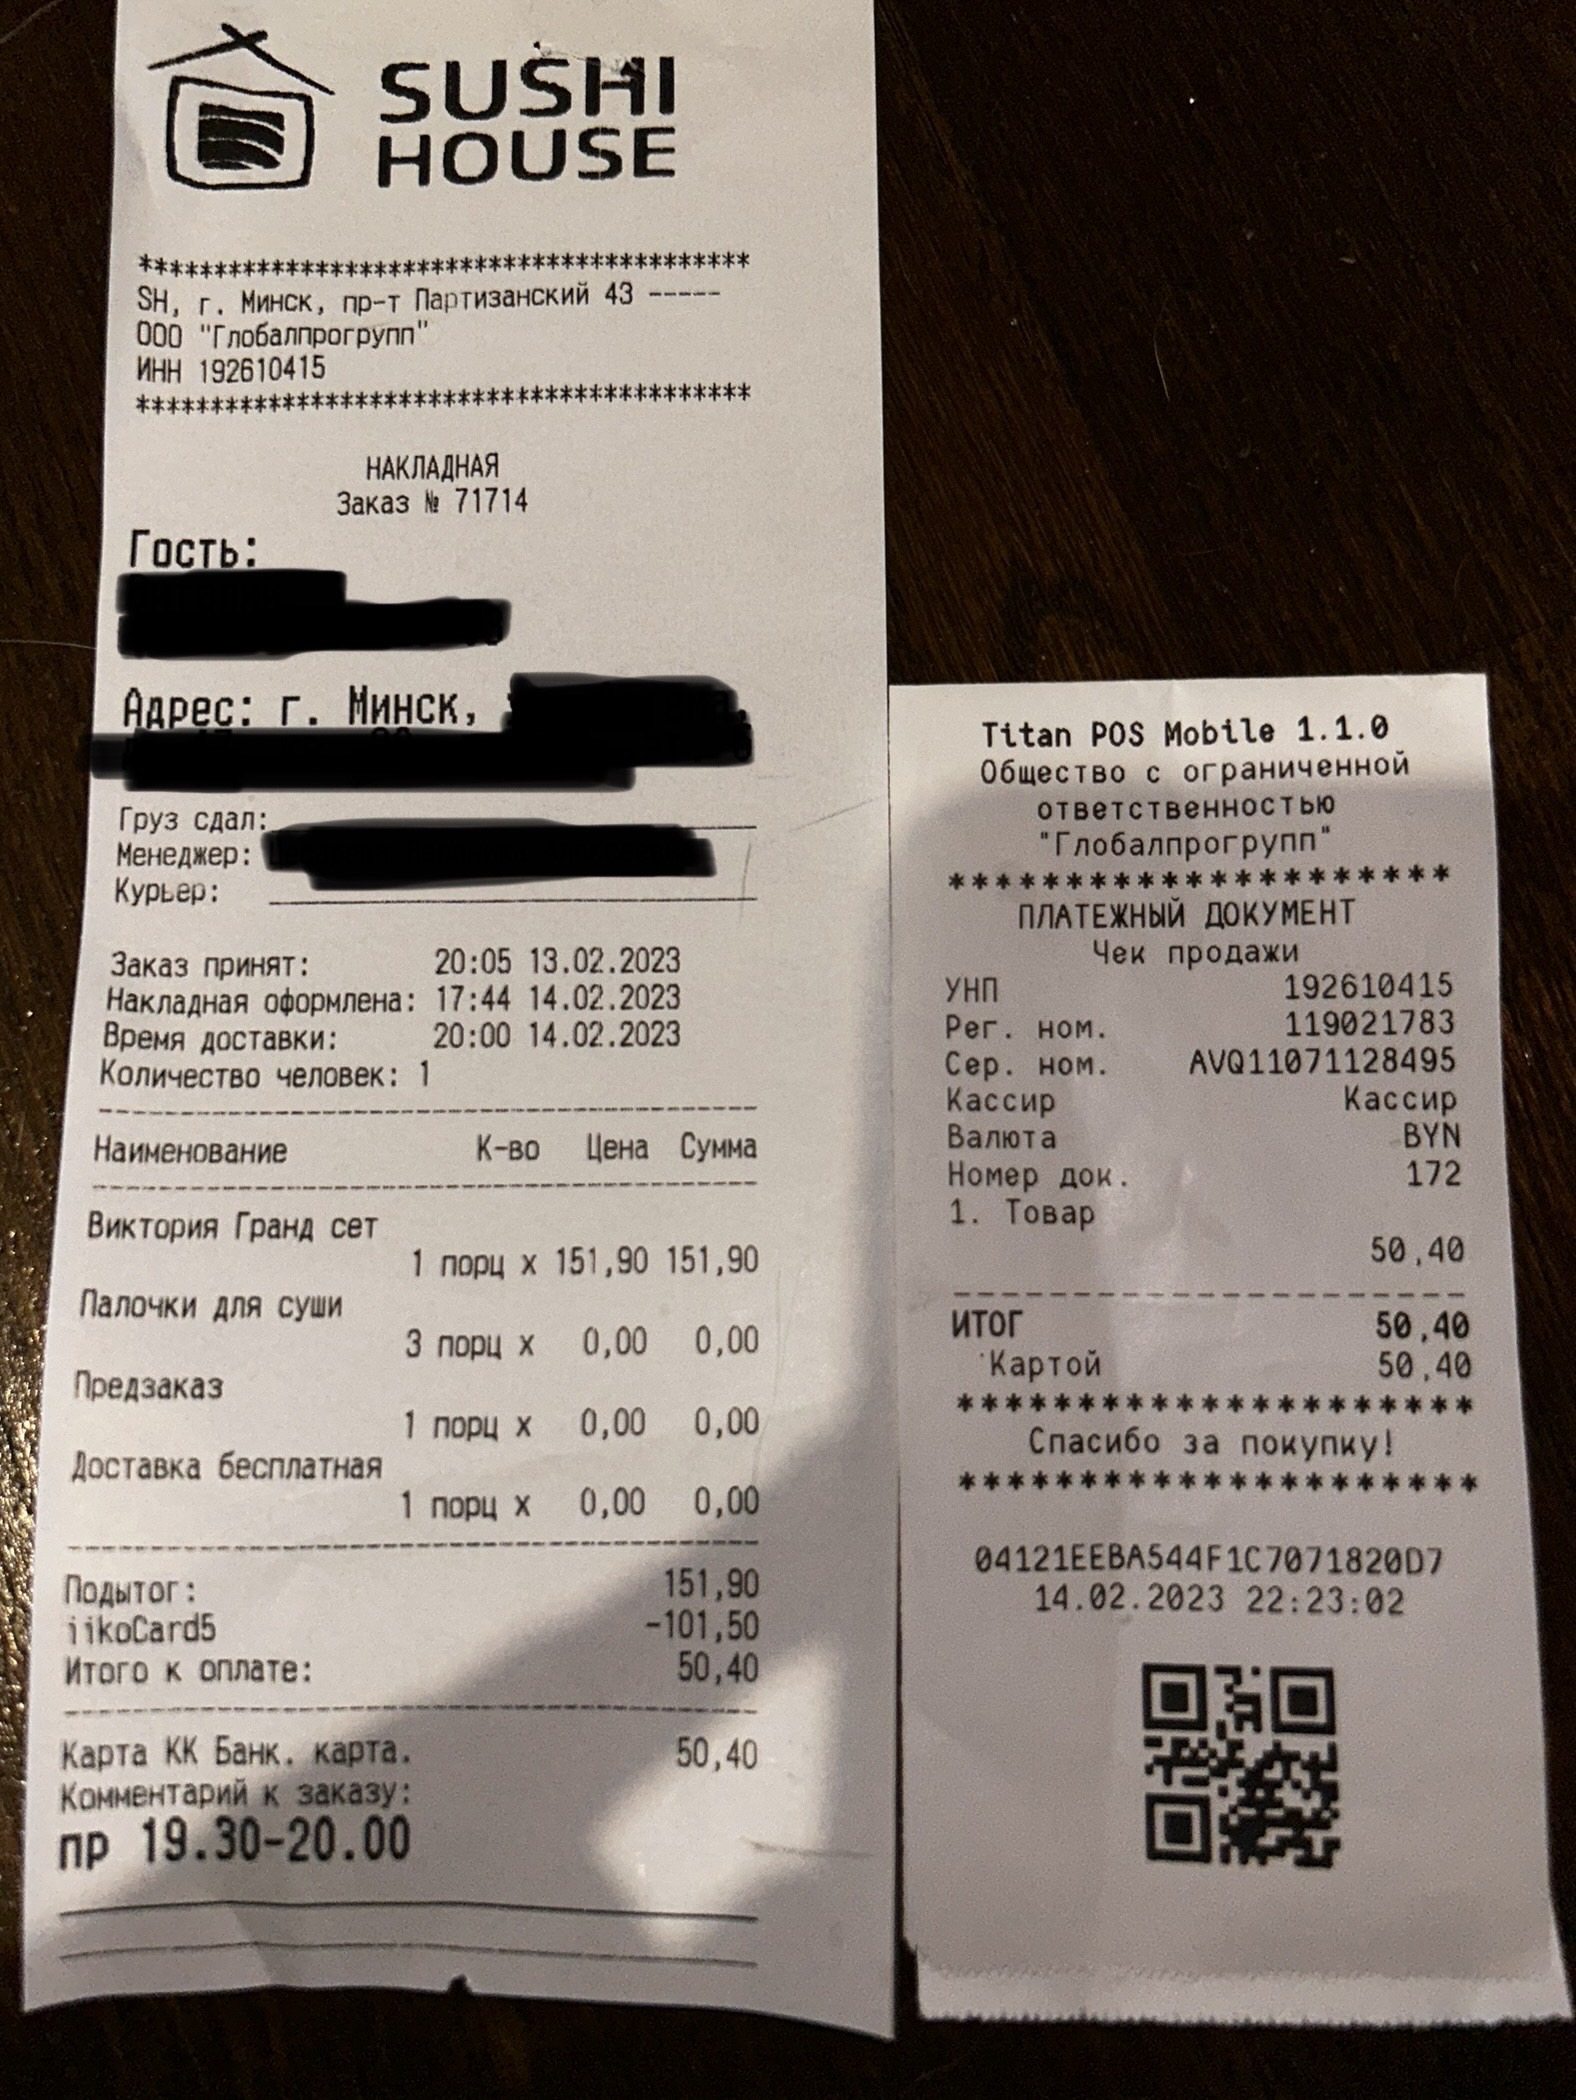 SUSHI
HOUSE
******************************************
SH, г. Минск, пр-т Партизанский 43 -----
ООО "Глобалпрогрупп"
ИНН 192610415
******************************************
НАКЛАДНАЯ
Заказ № 71714
Гость:
Адрес: г. Минск,
Груз сдал:
Менеджер:
Курьер:
Заказ принят: 20:05 13.02.2023
Накладная оформлена: 17:44 14.02.2023
Время доставки: 20:00 14.02.2023
Количество человек: 1
Наименование К-во Цена Сумма
Виктория Гранд сет
1 порц x 151,90 151,90
Палочки для суши
3 порц x 0,00 0,00
Предзаказ
1 порц x 0,00 0,00
Доставка бесплатная
1 порц x 0,00 0,00
Подытог: 151,90
iikoCard5 -101,50
Итого к оплате: 50,40
Карта КК Банк. карта. 50,40
Комментарий к заказу:
пр 19.30-20.00
Titan POS Mobile 1.1.0
Общество с ограниченной
ответственностью
"Глобалпрогрупп"
*********************
ПЛАТЕЖНЫЙ ДОКУМЕНТ
Чек продажи
УНП 192610415
Рег. ном. 119021783
Сер. ном. AVQ11071128495
Кассир Кассир
Валюта BYN
Номер док. 172
1. Товар
50,40
ИТОГ 50,40
Картой 50,40
*********************
Спасибо за покупку!
*********************
04121EEBA544F1C7071820D7
14.02.2023 22:23:02